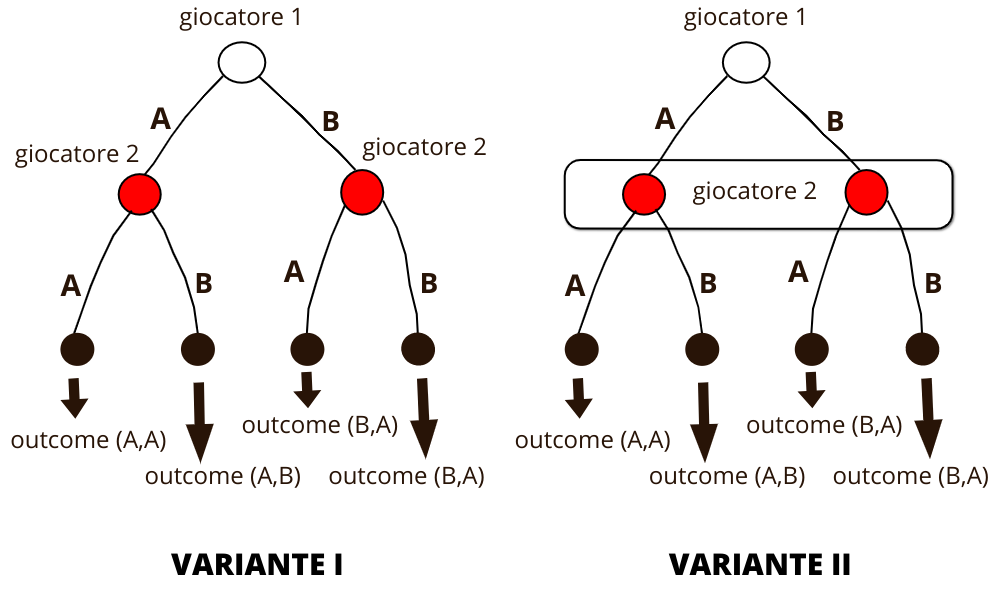 giocatore 1
A
B
giocatore 2
giocatore 2
A
B
A
B
outcome (A,A)
outcome (A,B)
outcome (B,A)
outcome (B,A)
VARIANTE I
giocatore 1
A
B
giocatore 2
A
B
A
B
outcome (A,A)
outcome (A,B)
outcome (B,A)
outcome (B,A)
VARIANTE II